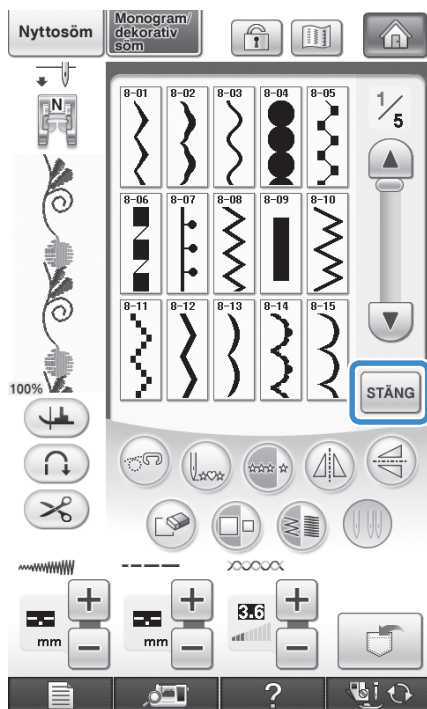 Nyttosöm
Monogram/
dekorativ
söm
N
8-01 8-02 8-03 8-04 8-05
1/5
8-06 8-07 8-08 8-09 8-10
8-11 8-12 8-13 8-14 8-15
100%
STÄNG
3.6
mm mm
?